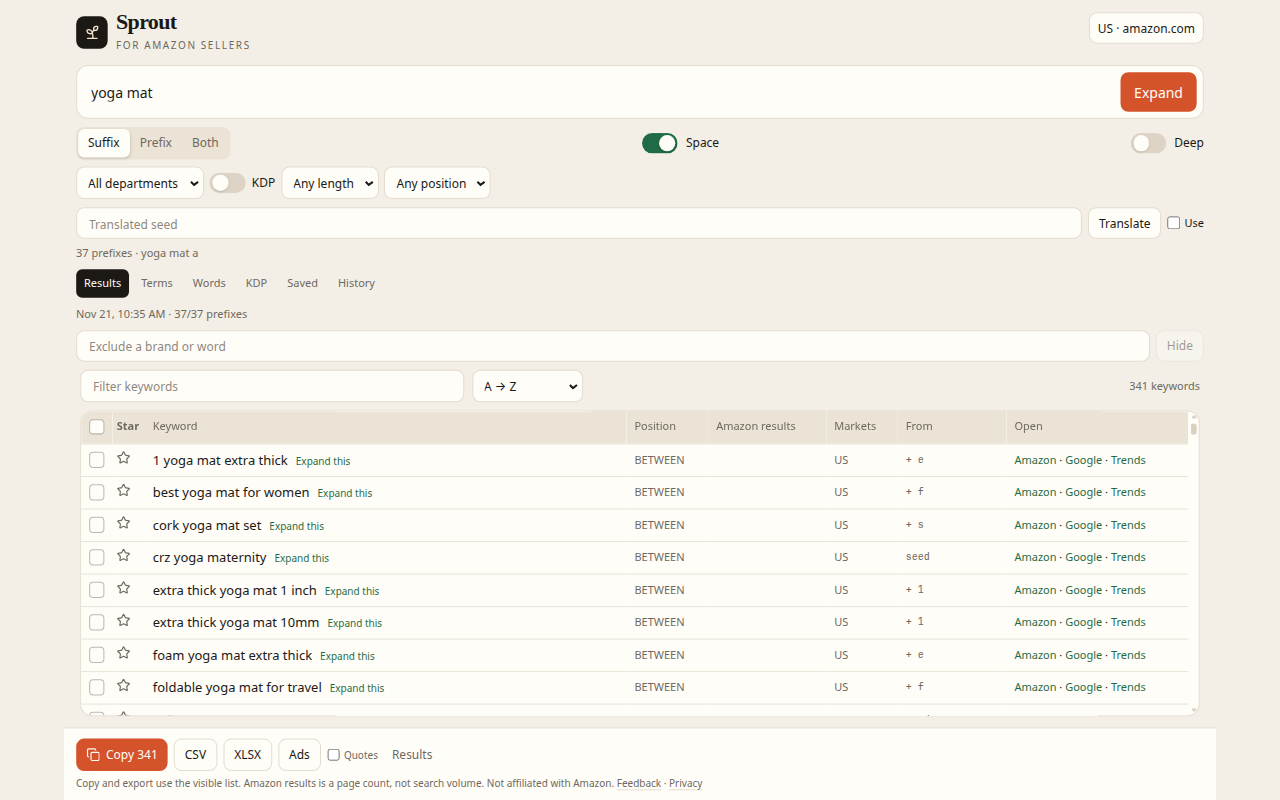 Sprout
FOR AMAZON SELLERS
US · amazon.com
yoga mat
Expand
Suffix Prefix Both
Space
Deep
All departments KDP Any length Any position
Translated seed Translate Use
37 prefixes · yoga mat a
Results Terms Words KDP Saved History
Nov 21, 10:35 AM · 37/37 prefixes
Exclude a brand or word Hide
Filter keywords A → Z 341 keywords
Star Keyword Position Amazon results Markets From Open
1 yoga mat extra thick Expand this BETWEEN US + e Amazon · Google · Trends
best yoga mat for women Expand this BETWEEN US + f Amazon · Google · Trends
cork yoga mat set Expand this BETWEEN US + s Amazon · Google · Trends
crz yoga maternity Expand this BETWEEN US seed Amazon · Google · Trends
extra thick yoga mat 1 inch Expand this BETWEEN US + 1 Amazon · Google · Trends
extra thick yoga mat 10mm Expand this BETWEEN US + 1 Amazon · Google · Trends
foam yoga mat extra thick Expand this BETWEEN US + e Amazon · Google · Trends
foldable yoga mat for travel Expand this BETWEEN US + f Amazon · Google · Trends
Copy 341 CSV XLSX Ads Quotes Results
Copy and export use the visible list. Amazon results is a page count, not search volume. Not affiliated with Amazon. Feedback · Privacy